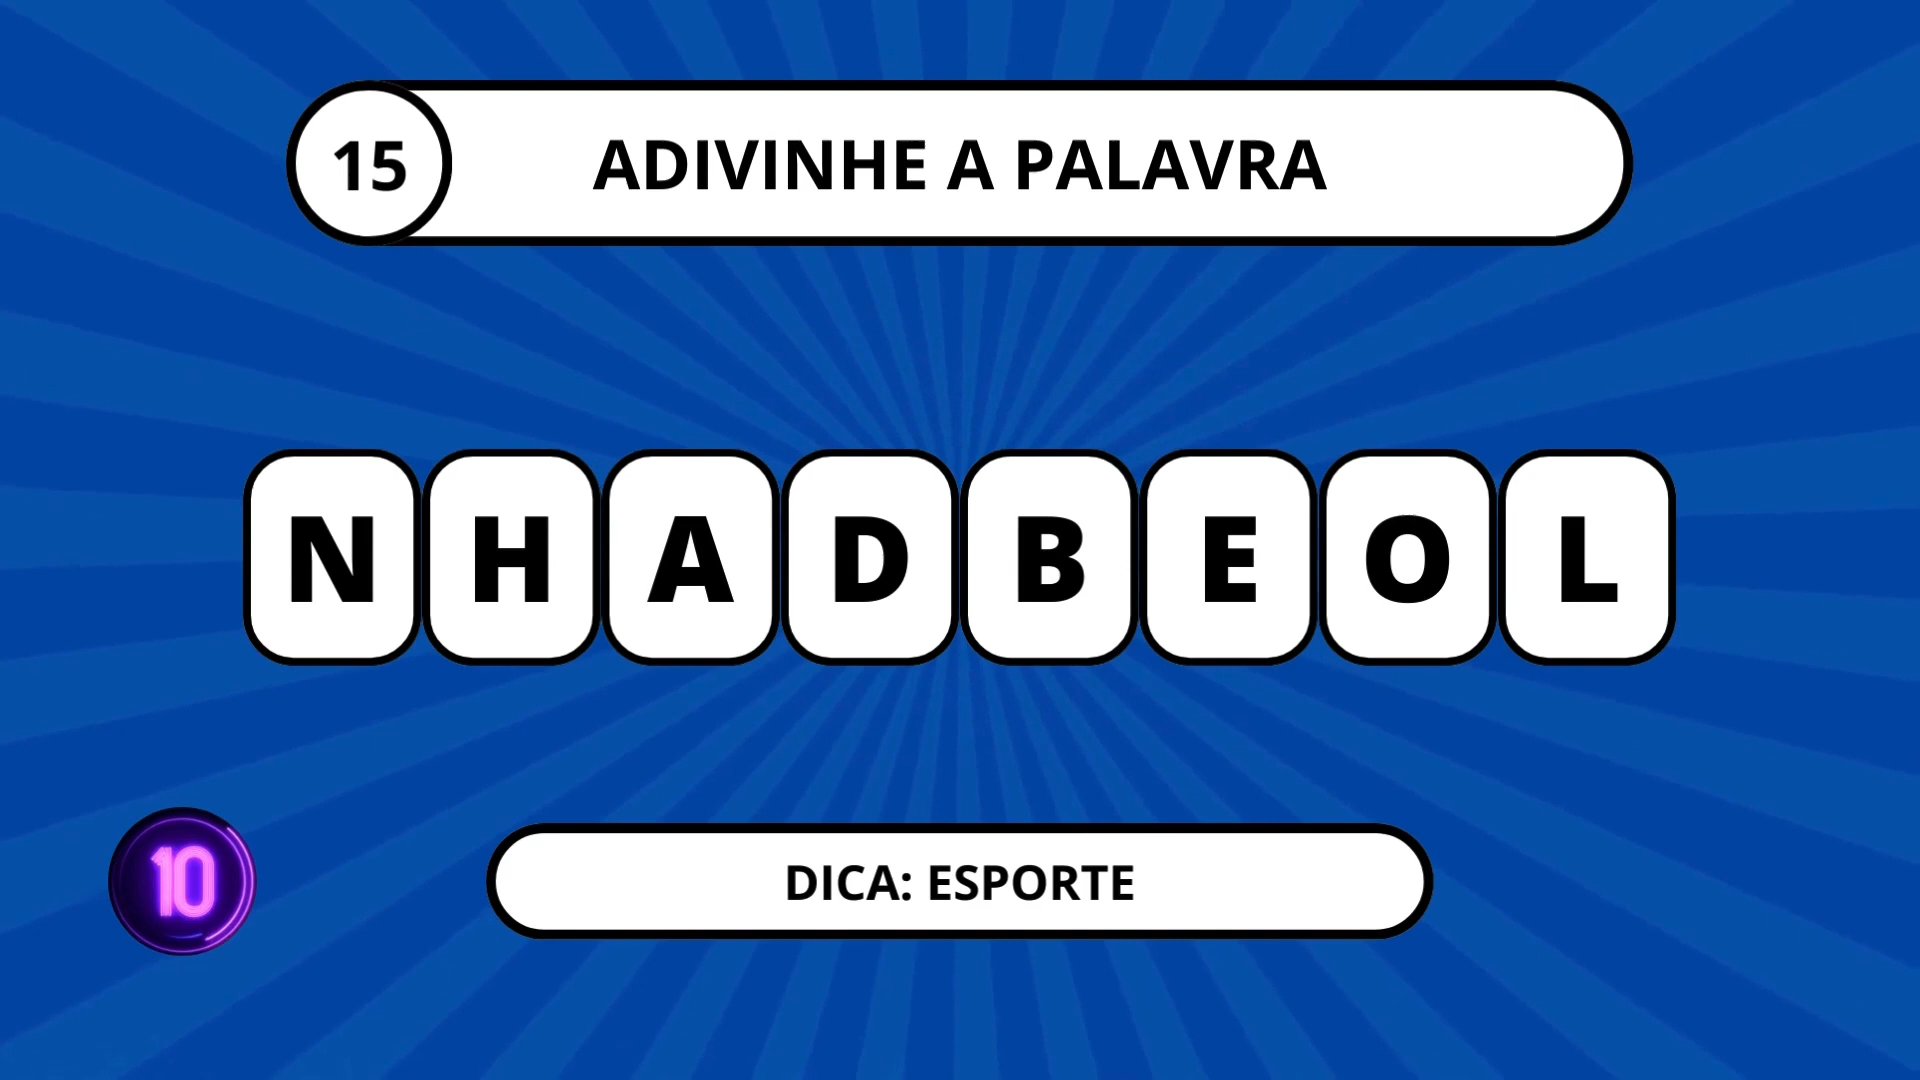 15
ADIVINHE A PALAVRA
N H A D B E O L
10
DICA: ESPORTE